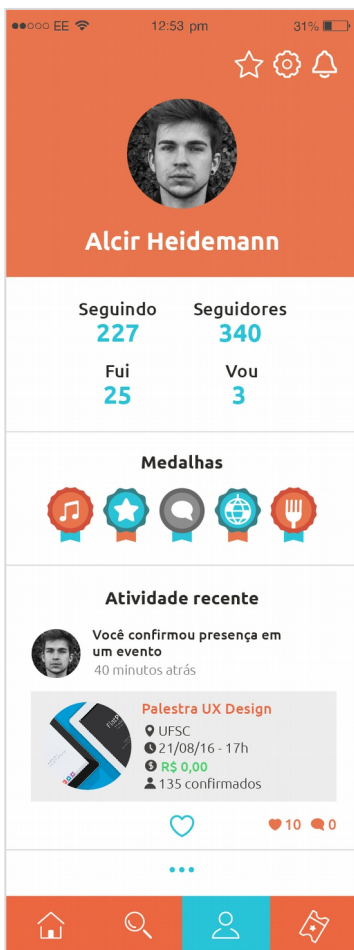 EE 12:53 pm 31%
Alcir Heidemann
Seguindo Seguidores
227 340
Fui Vou
25 3
Medalhas
Atividade recente
Você confirmou presença em
um evento
40 minutos atrás
Palestra UX Design
UFSC
21/08/16 - 17h
R$ 0,00
135 confirmados
10 0